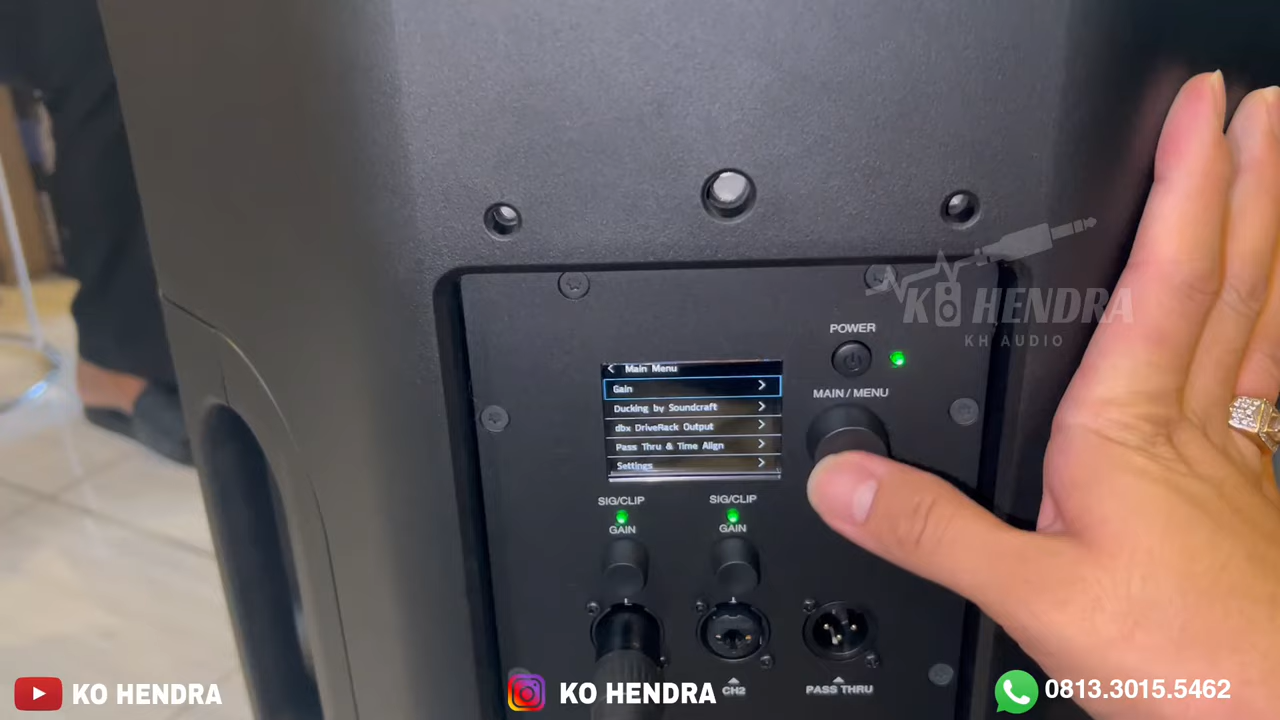 POWER
MAIN / MENU
< Main Menu
Gain >
Ducking by Soundcraft >
dbx DriveRack Output >
Pass Thru & Time Align >
Settings >
SIG/CLIP
GAIN
SIG/CLIP
GAIN
CH2
PASS THRU
KO HENDRA
KH AUDIO
KO HENDRA
KO HENDRA
0813.3015.5462